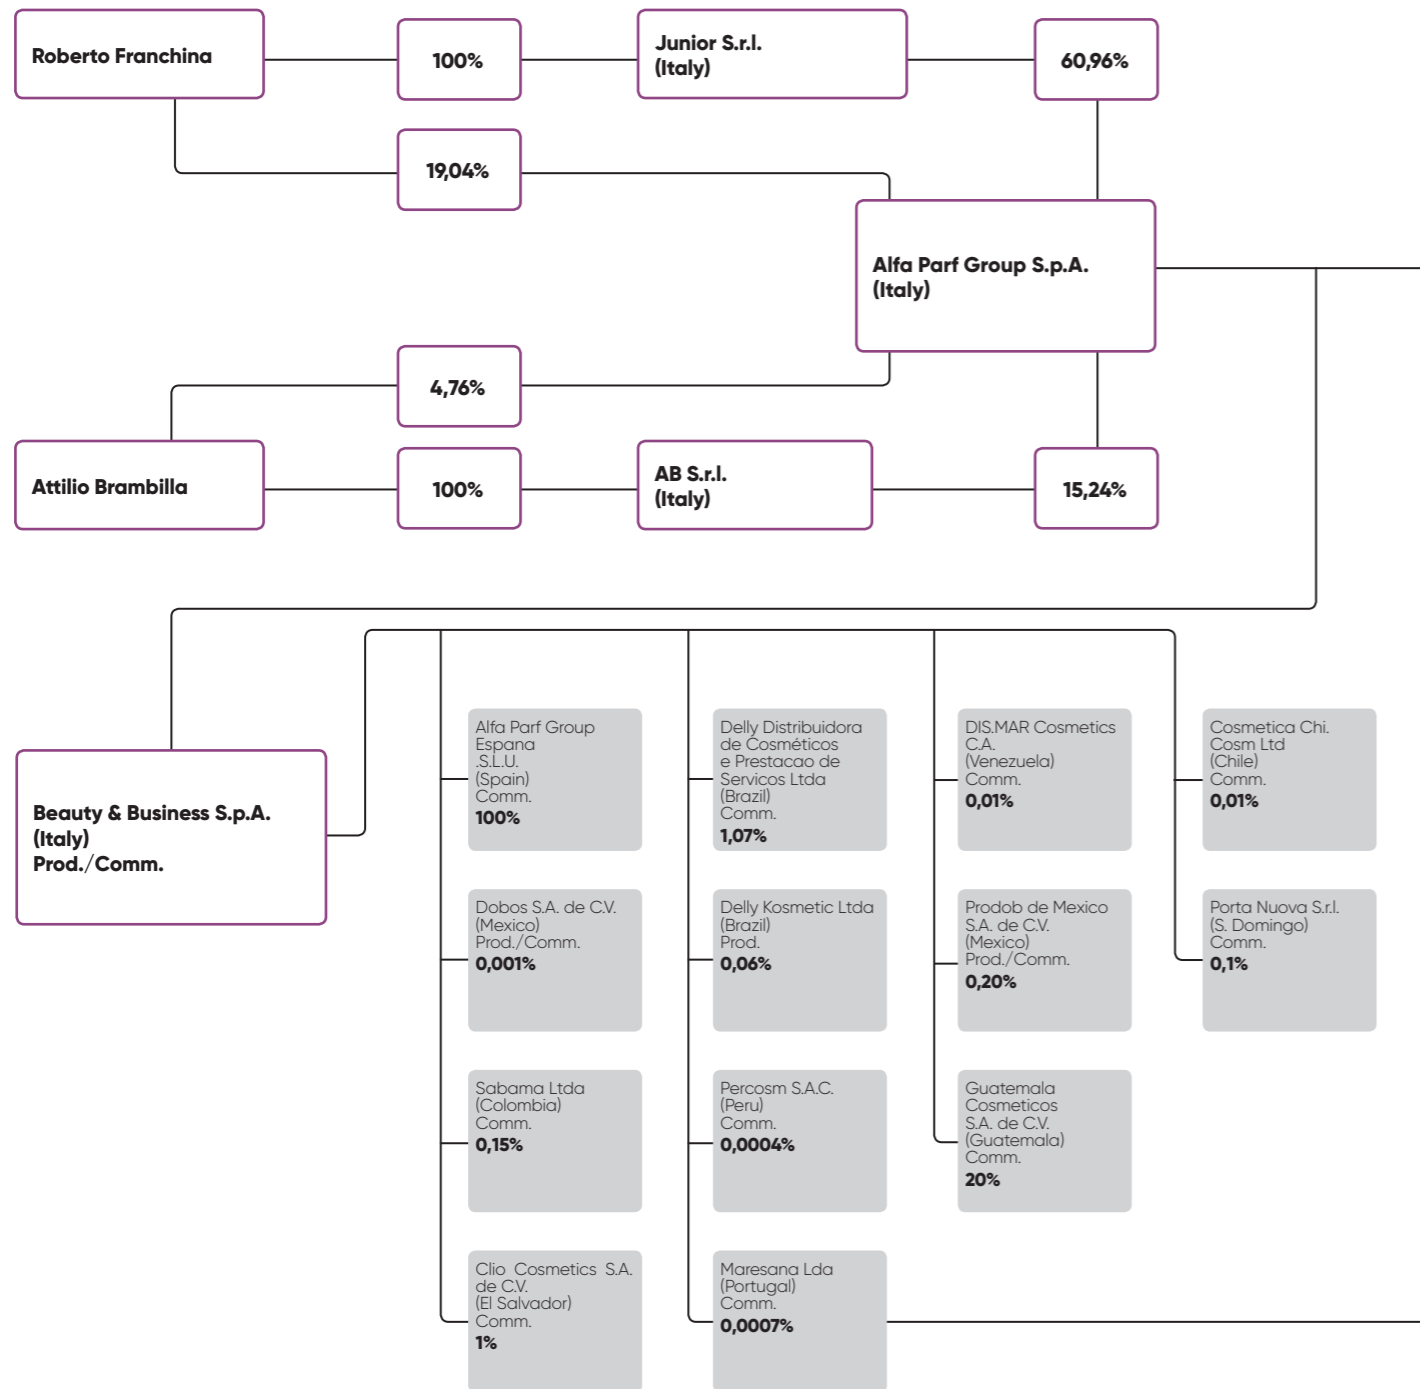 Roberto Franchina
100%
Junior S.r.l.
(Italy)
60,96%
19,04%
Alfa Parf Group S.p.A.
(Italy)
4,76%
Attilio Brambilla
100%
AB S.r.l.
(Italy)
15,24%
Beauty & Business S.p.A.
(Italy)
Prod./Comm.
Alfa Parf Group
Espana
.S.L.U.
(Spain)
Comm.
100%
Delly Distribuidora
de Cosméticos
e Prestacao de
Servicos Ltda
(Brazil)
Comm.
1,07%
DIS.MAR Cosmetics
C.A.
(Venezuela)
Comm.
0,01%
Cosmetica Chi.
Cosm Ltd
(Chile)
Comm.
0,01%
Dobos S.A. de C.V.
(Mexico)
Prod./Comm.
0,001%
Delly Kosmetic Ltda
(Brazil)
Prod.
0,06%
Prodob de Mexico
S.A. de C.V.
(Mexico)
Prod./Comm.
0,20%
Porta Nuova S.r.l.
(S. Domingo)
Comm.
0,1%
Sabama Ltda
(Colombia)
Comm.
0,15%
Percosm S.A.C.
(Peru)
Comm.
0,0004%
Guatemala
Cosmeticos
S.A. de C.V.
(Guatemala)
Comm.
20%
Clio Cosmetics S.A.
de C.V.
(El Salvador)
Comm.
1%
Maresana Lda
(Portugal)
Comm.
0,0007%